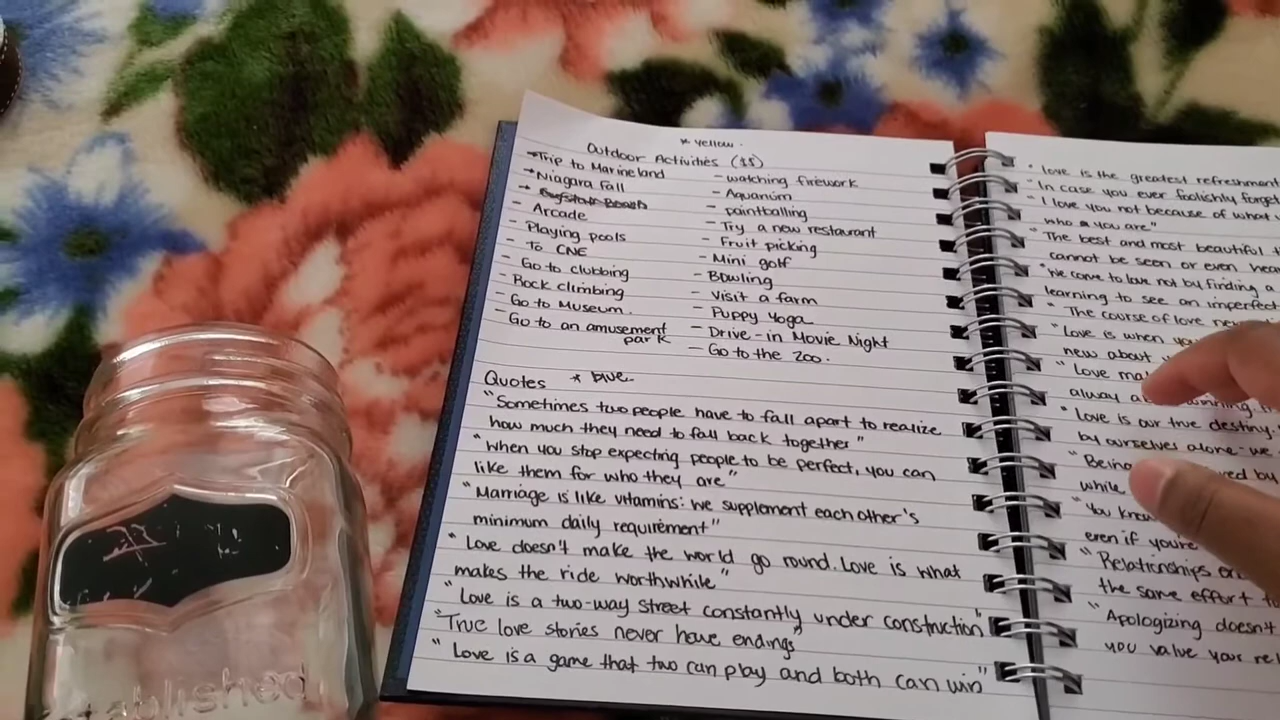 * Yellow.
Outdoor Activities ($$)
→Trip to Marineland
→Niagara Fall
→
- Arcade
- Playing pools
- To CNE
- Go to clubbing
- Rock climbing
- Go to Museum.
- Go to an amusement
park
- watching firework
- Aquarium
- paintballing
- Try a new restaurant
- Fruit picking
- Mini golf
- Bowling
- Visit a farm
- Puppy Yoga
- Drive-in Movie Night
- Go to the Zoo.
Quotes * blue
"Sometimes two people have to fall apart to realize
how much they need to fall back together"
"When you stop expecting people to be perfect, you can
like them for who they are"
"Marriage is like vitamins: we supplement each other's
minimum daily requirement"
"Love doesn't make the world go round. Love is what
makes the ride worthwhile"
"Love is a two-way street constantly under construction"
"True love stories never have endings"
"Love is a game that two can play and both can win"
"love is the greatest refreshment
"In case you ever foolishly forget
"I love you not because of what
who you are"
"The best and most beautiful
cannot be seen or even
"We come to love not by finding a
learning to see an imperfect
"The course of love
"Love is when
new about
"Love
alway
"Love is our true destiny.
by ourselves alone-we
"Being by
while
"You
even if you're
"Relationships
the same effort
"Apologizing doesn't
you value your
established